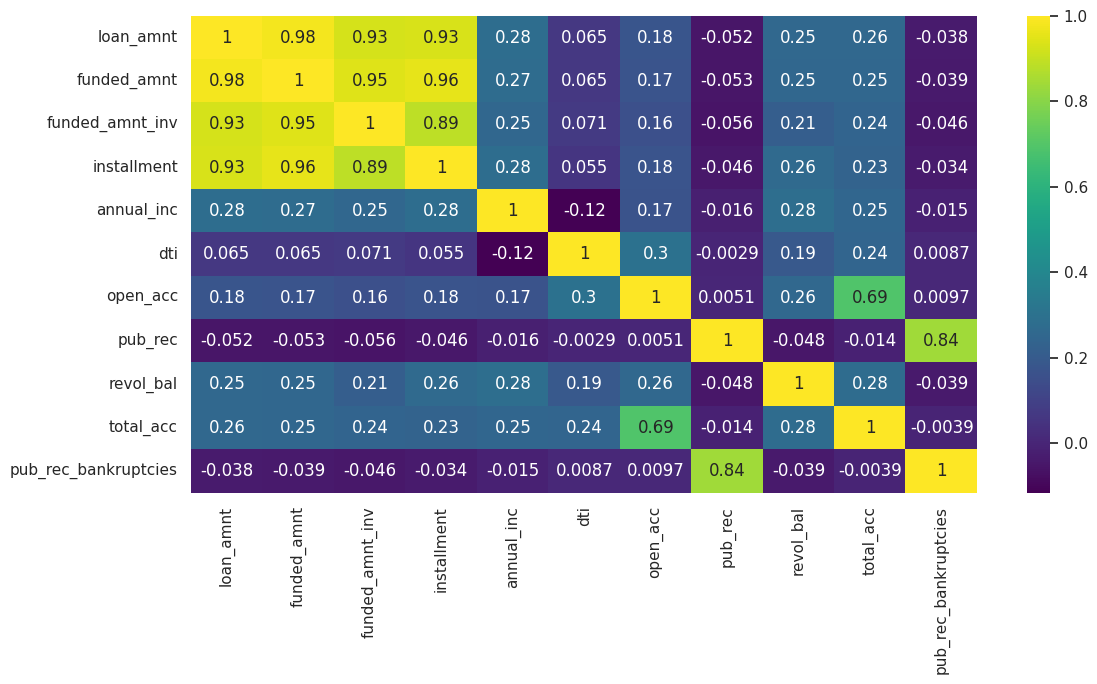 loan_amnt 1 0.98 0.93 0.93 0.28 0.065 0.18 -0.052 0.25 0.26 -0.038 1.0
funded_amnt 0.98 1 0.95 0.96 0.27 0.065 0.17 -0.053 0.25 0.25 -0.039
0.8
funded_amnt_inv 0.93 0.95 1 0.89 0.25 0.071 0.16 -0.056 0.21 0.24 -0.046
installment 0.93 0.96 0.89 1 0.28 0.055 0.18 -0.046 0.26 0.23 -0.034
0.6
annual_inc 0.28 0.27 0.25 0.28 1 -0.12 0.17 -0.016 0.28 0.25 -0.015
dti 0.065 0.065 0.071 0.055 -0.12 1 0.3 -0.0029 0.19 0.24 0.0087
0.4
open_acc 0.18 0.17 0.16 0.18 0.17 0.3 1 0.0051 0.26 0.69 0.0097
pub_rec -0.052 -0.053 -0.056 -0.046 -0.016 -0.0029 0.0051 1 -0.048 -0.014 0.84
0.2
revol_bal 0.25 0.25 0.21 0.26 0.28 0.19 0.26 -0.048 1 0.28 -0.039
total_acc 0.26 0.25 0.24 0.23 0.25 0.24 0.69 -0.014 0.28 1 -0.0039
0.0
pub_rec_bankruptcies -0.038 -0.039 -0.046 -0.034 -0.015 0.0087 0.0097 0.84 -0.039 -0.0039 1
loan_amnt
funded_amnt
funded_amnt_inv
installment
annual_inc
dti
open_acc
pub_rec
revol_bal
total_acc
pub_rec_bankruptcies